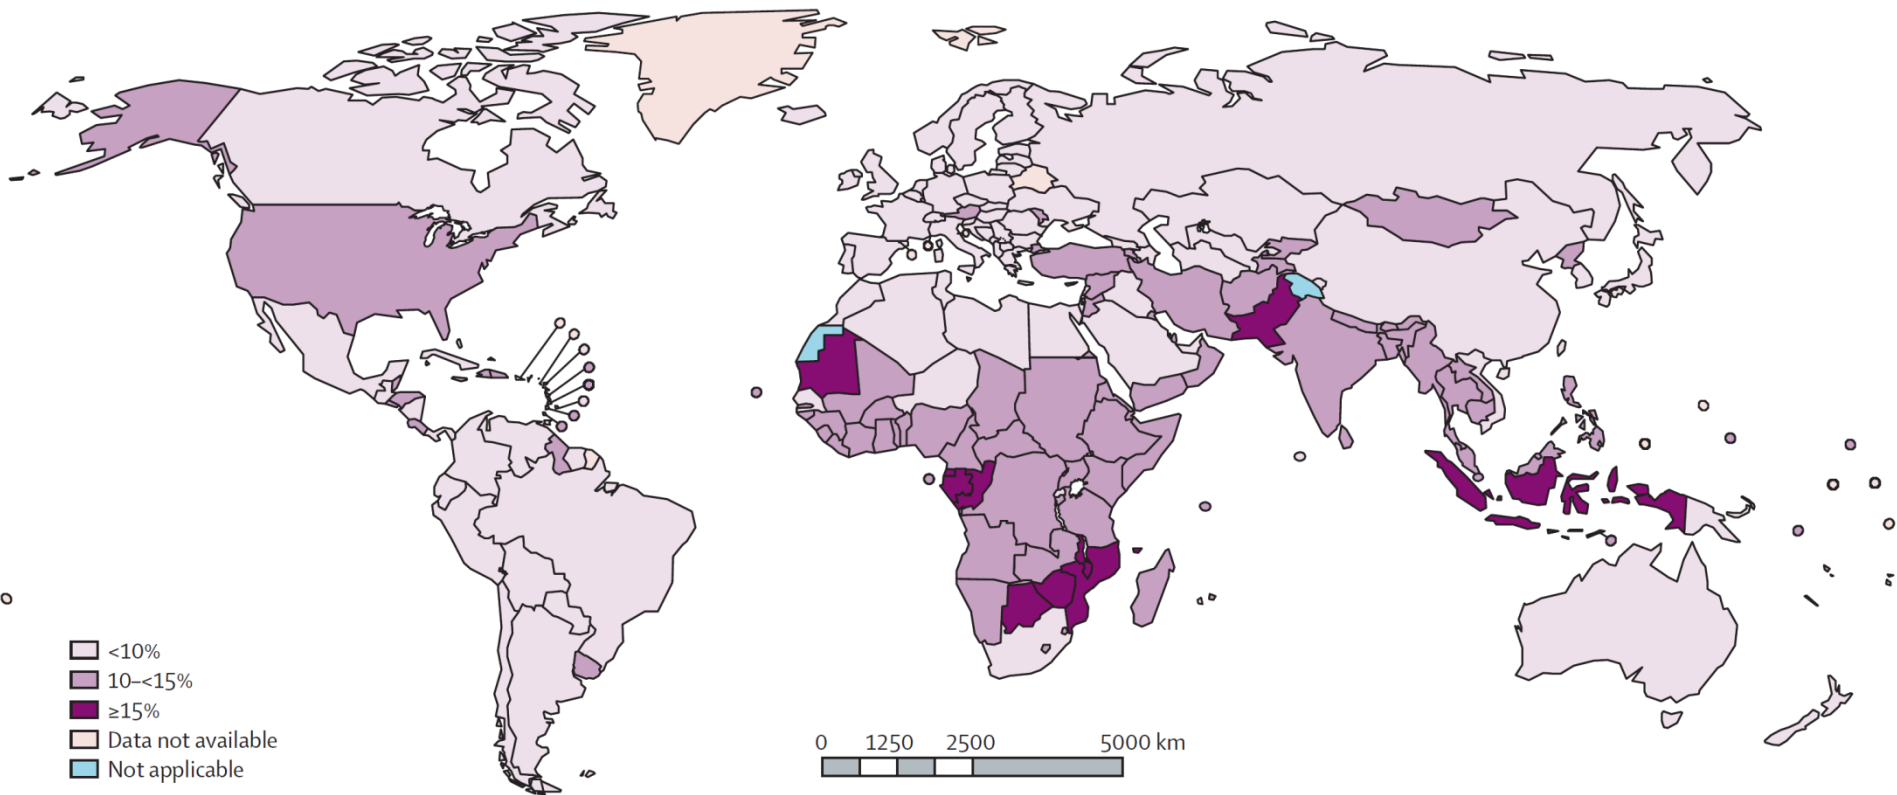 <10%
10–<15%
≥15%
Data not available
Not applicable
0 1250 2500 5000 km